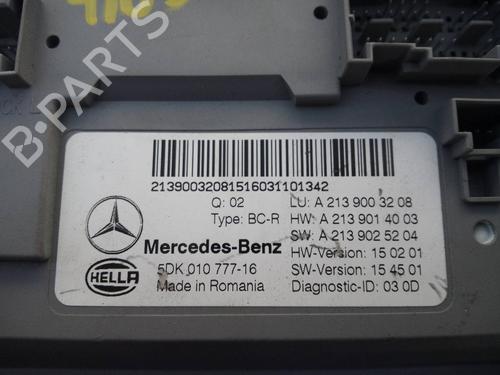 B-PARTS
21390032081516031101342
Q: 02 LU: A 213 900 32 08
Type: BC-R HW: A 213 901 40 03
SW: A 213 902 52 04
Mercedes-Benz HW-Version: 15 02 01
HELLA 5DK 010 777-16 SW-Version: 15 45 01
Made in Romania Diagnostic-ID: 03 0D